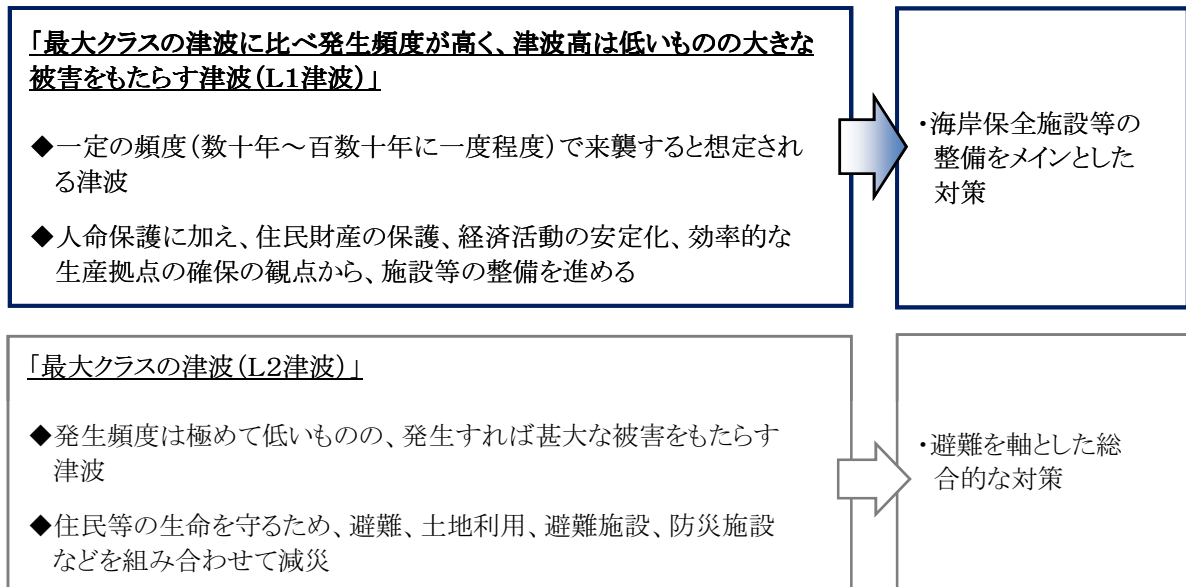 「最大クラスの津波に比べ発生頻度が高く、津波高は低いものの大きな
被害をもたらす津波(L1津波)」
◆一定の頻度(数十年～百数十年に一度程度)で来襲すると想定され
る津波
◆人命保護に加え、住民財産の保護、経済活動の安定化、効率的な
生産拠点の確保の観点から、施設等の整備を進める
・海岸保全施設等の
整備をメインとした
対策
「最大クラスの津波(L2津波)」
◆発生頻度は極めて低いものの、発生すれば甚大な被害をもたらす
津波
◆住民等の生命を守るため、避難、土地利用、避難施設、防災施設
などを組み合わせて減災
・避難を軸とした総
合的な対策